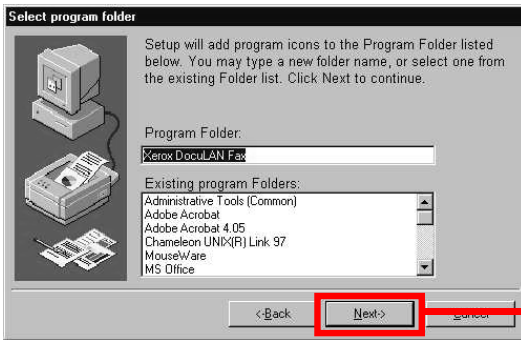 Select program folder
Setup will add program icons to the Program Folder listed
below. You may type a new folder name, or select one from
the existing Folder list. Click Next to continue.
Program Folder:
Xerox DocuLAN Fax
Existing program Folders:
Administrative Tools (Common)
Adobe Acrobat
Adobe Acrobat 4.05
Chameleon UNIX(R) Link 97
MouseWare
MS Office
<-Back
Next->